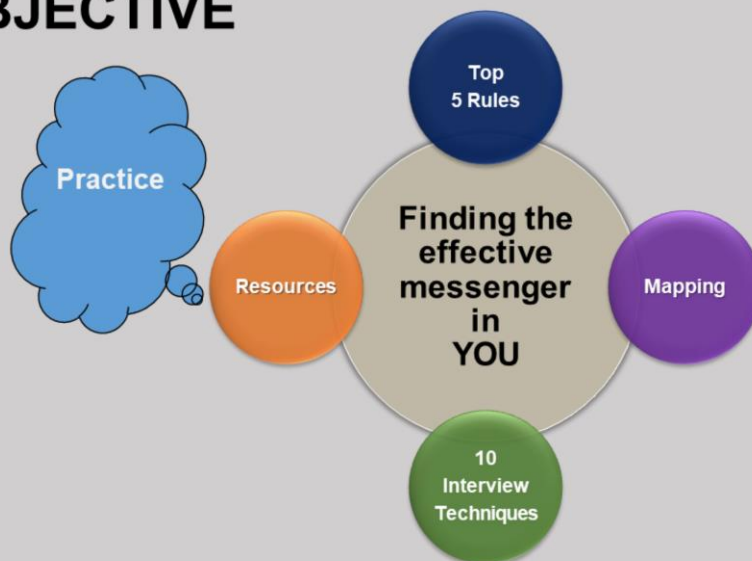 BJECTIVE
Top
5 Rules
Practice
Finding the
effective
messenger
in
YOU
Resources
Mapping
10
Interview
Techniques